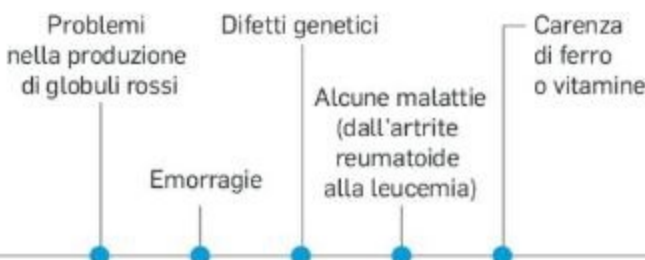 Problemi
nella produzione
di globuli rossi
Emorragie
Difetti genetici
Alcune malattie
(dall'artrite
reumatoide
alla leucemia)
Carenza
di ferro
o vitamine